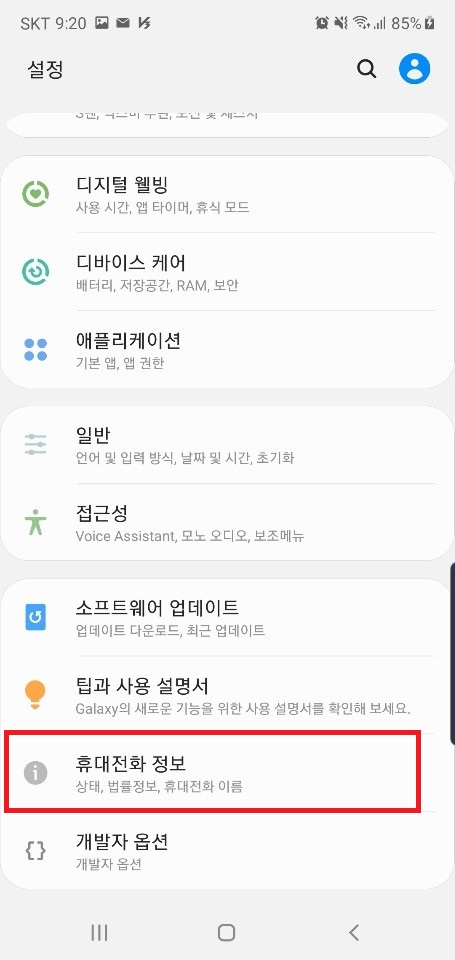 SKT 9:20
85%
설정
디지털 웰빙
사용 시간, 앱 타이머, 휴식 모드
디바이스 케어
배터리, 저장공간, RAM, 보안
애플리케이션
기본 앱, 앱 권한
일반
언어 및 입력 방식, 날짜 및 시간, 초기화
접근성
Voice Assistant, 모노 오디오, 보조메뉴
소프트웨어 업데이트
업데이트 다운로드, 최근 업데이트
팁과 사용 설명서
Galaxy의 새로운 기능을 위한 사용 설명서를 확인해 보세요.
휴대전화 정보
상태, 법률정보, 휴대전화 이름
개발자 옵션
개발자 옵션